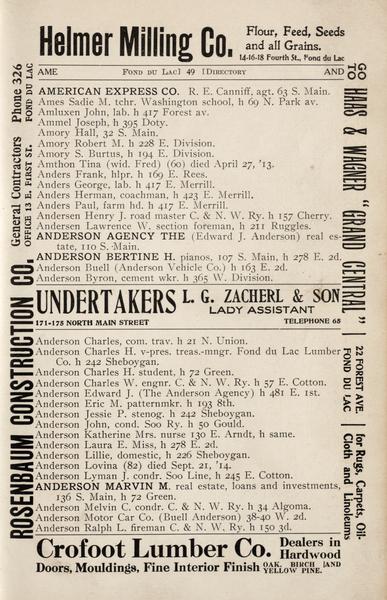 Helmer Milling Co.
Flour, Feed, Seeds
and all Grains.
14-16-18 Fourth St., Fond du Lac
AME FOND DU LAC] 49 [DIRECTORY AND
AMERICAN EXPRESS CO. R. E. Canniff, agt. 63 S. Main.
Ames Sadie M. tchr. Washington school, h 69 N. Park av.
Amluxen John, lab. h 417 Forest av.
Ammel Joseph, h 395 Doty.
Amory Hall, 32 S. Main.
Amory Robert M. h 228 E. Division.
Amory S. Burtus, h 194 E. Division.
Amthon Tina (wid. Fred) (60) died April 27, '13.
Anders Frank, hlpr. h 169 E. Rees.
Anders George, lab. h 417 E. Merrill.
Anders Herman, coachman, h 423 E. Merrill.
Anders Paul, farm hd. h 417 E. Merrill.
Andersen Henry J. road master C. & N. W. Ry. h 157 Cherry.
Andersen Lawrence W. section foreman, h 211 Ruggles.
ANDERSON AGENCY THE (Edward J. Anderson) real es-
tate, 110 S. Main.
ANDERSON BERTINE H. pianos, 107 S. Main, h 278 E. 2d.
Anderson Buell (Anderson Vehicle Co.) h 163 E. 2d.
Anderson Byron, cement wkr. h 365 W. Division.
UNDERTAKERS L. G. ZACHERL & SON
LADY ASSISTANT
171-175 NORTH MAIN STREET TELEPHONE 65
Anderson Charles, com. trav. h 21 N. Union.
Anderson Charles H. v-pres. treas.-mngr. Fond du Lac Lumber
Co. h 242 Sheboygan.
Anderson Charles H. student, h 72 Green.
Anderson Charles W. engnr. C. & N. W. Ry. h 57 E. Cotton.
Anderson Edward J. (The Anderson Agency) h 481 E. 1st.
Anderson Eric M. patternmkr. h 193 8th.
Anderson Jessie P. stenog. h 242 Sheboygan.
Anderson John, cond. Soo Ry. h 50 Gould.
Anderson Katherine Mrs. nurse 130 E. Arndt, h same.
Anderson Laura E. Miss, h 278 E. 2d.
Anderson Lillie, domestic, h 226 Sheboygan.
Anderson Lovina (82) died Sept. 21, '14.
Anderson Lyman J. condr. Soo Line, h 245 E. Cotton.
ANDERSON MARVIN M. real estate, loans and investments,
136 S. Main, h 72 Green.
Anderson Melvin C. condr. C. & N. W. Ry. h 34 Algoma.
Anderson Motor Car Co. (Buell Anderson) 38-40 W. 2d.
Anderson Ralph L. fireman C. & N. W. Ry. h 150 3d.
Crofoot Lumber Co. Dealers in
Hardwood
Doors, Mouldings, Fine Interior Finish OAK, BIRCH AND
YELLOW PINE.
ROSENBAUM CONSTRUCTION CO.
General Contractors Phone 326
OFFICE 13 E. FIRST ST. FOND DU LAC
GO TO HAAS & WAGNER "GRAND CENTRAL"
22 FOREST AVE.
FOND DU LAC
for Rugs, Carpets, Oil-
Cloth and Linoleums